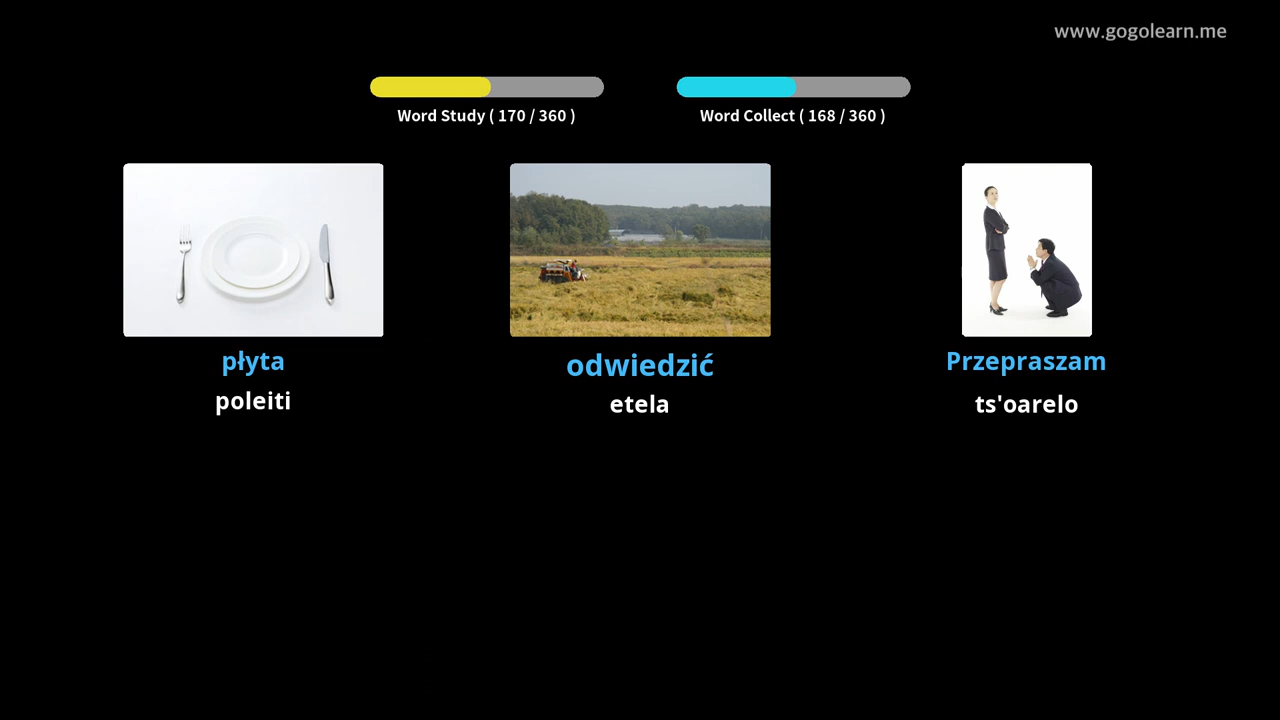 www.gogolearn.me
Word Study ( 170 / 360 )
Word Collect ( 168 / 360 )
płyta
odwiedzić
Przepraszam
poleiti
etela
ts'oarelo